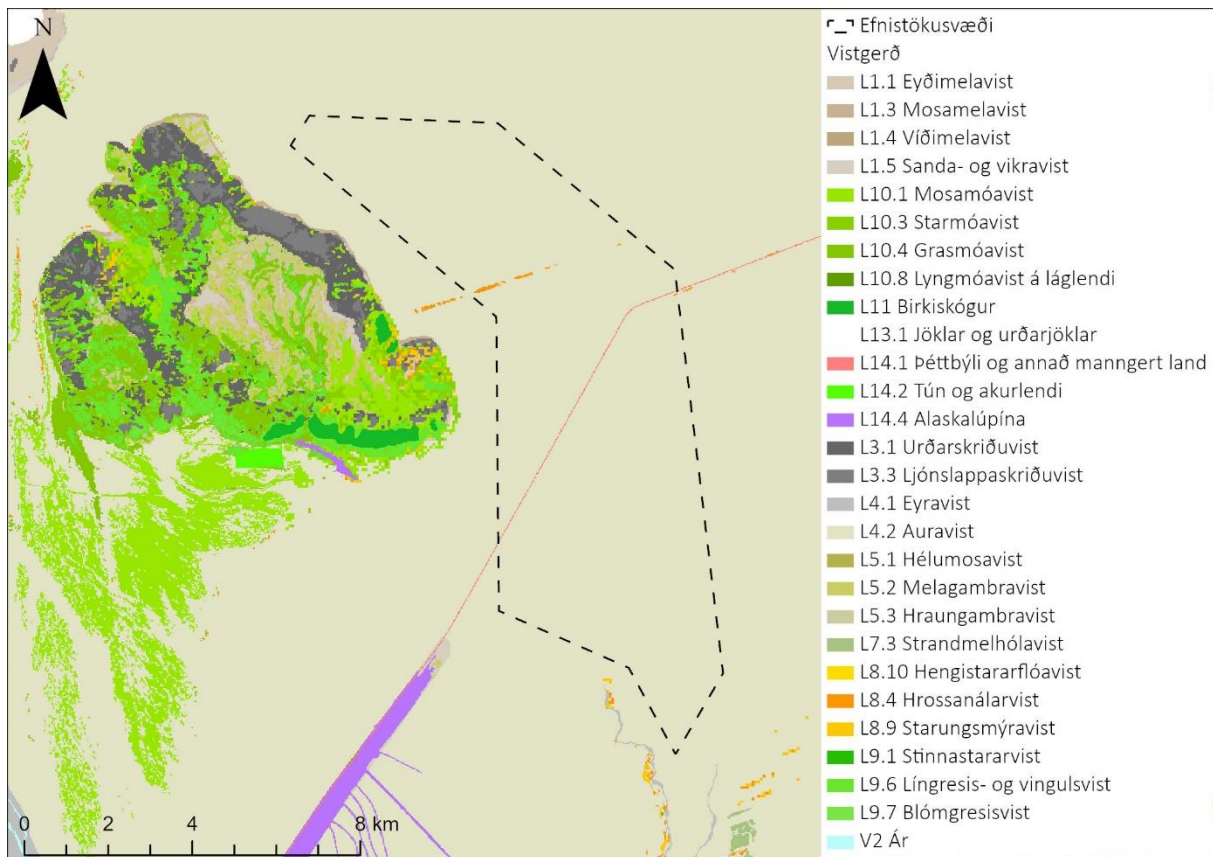 N
0 2 4 8 km
Efnistökusvæði
Vistgerð
L1.1 Eyðimelavist
L1.3 Mosamelavist
L1.4 Víðimelavist
L1.5 Sanda- og vikravist
L10.1 Mosamóavist
L10.3 Starmóavist
L10.4 Grasmóavist
L10.8 Lyngmóavist á láglendi
L11 Birkiskógur
L13.1 Jöklar og urðarjöklar
L14.1 Þéttbýli og annað manngert land
L14.2 Tún og akurlendi
L14.4 Alaskalúpína
L3.1 Urðarskriðuvist
L3.3 Ljónslappaskriðuvist
L4.1 Eyravist
L4.2 Auravist
L5.1 Hélumosavist
L5.2 Melagambravist
L5.3 Hraungambravist
L7.3 Strandmelhólavist
L8.10 Hengistararflóavist
L8.4 Hrossanálarvist
L8.9 Starungsmýravist
L9.1 Stinnastararvist
L9.6 Língresis- og vingulsvist
L9.7 Blómgresisvist
V2 Ár